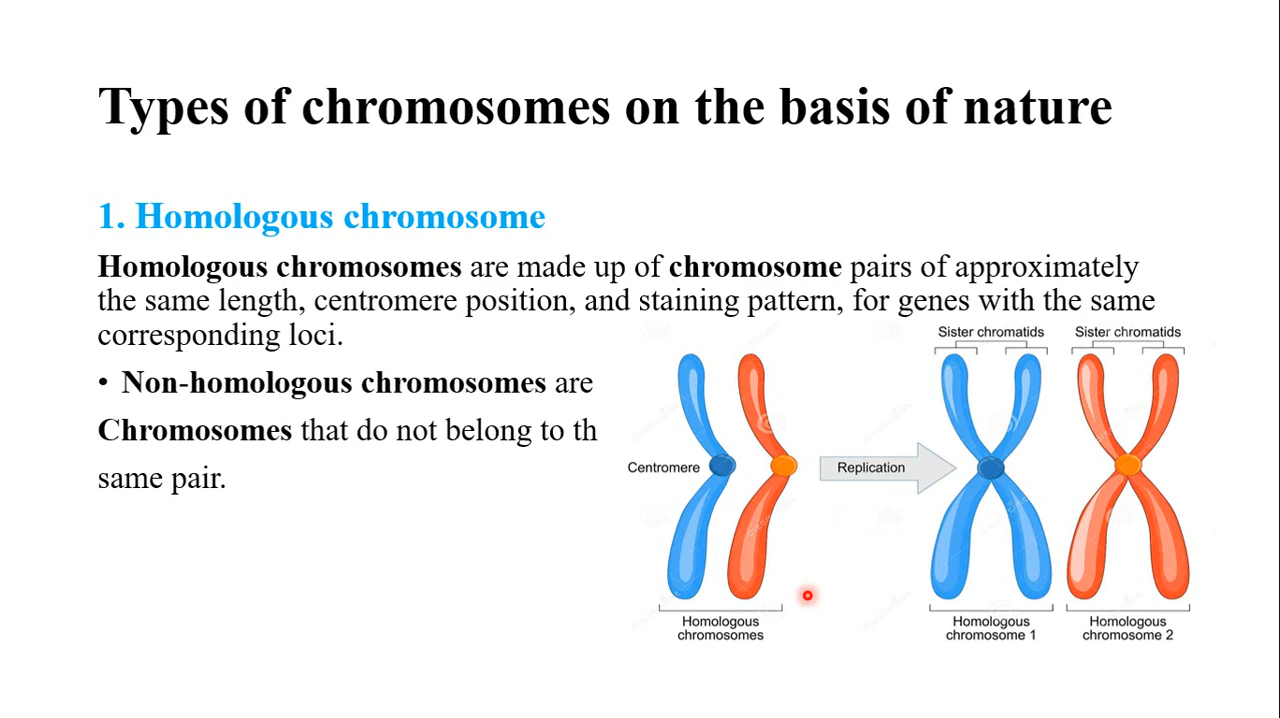 Types of chromosomes on the basis of nature
1. Homologous chromosome
Homologous chromosomes are made up of chromosome pairs of approximately
the same length, centromere position, and staining pattern, for genes with the same
corresponding loci.
• Non-homologous chromosomes are
Chromosomes that do not belong to th
same pair.
Sister chromatids
Sister chromatids
Centromere
Replication
Homologous
chromosomes
Homologous
chromosome 1
Homologous
chromosome 2